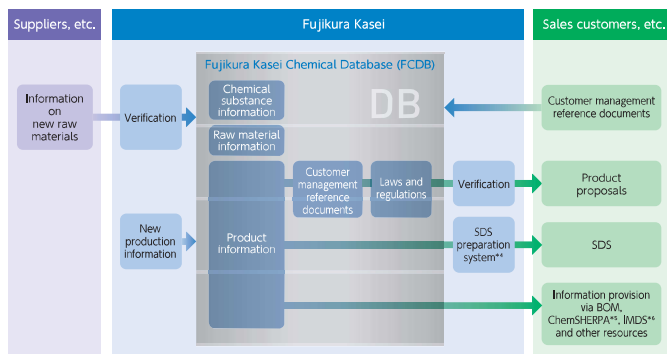 Suppliers, etc.
Fujikura Kasei
Sales customers, etc.
Fujikura Kasei Chemical Database (FCDB)
DB
Information
on
new raw
materials
Verification
Chemical
substance
information
Customer management
reference documents
Raw material
information
Customer
management
reference
documents
Laws and
regulations
Verification
Product
proposals
New
production
information
Product
information
SDS
preparation
system*4
SDS
Information provision
via BOM,
ChemSHERPA*5, IMDS*6
and other resources